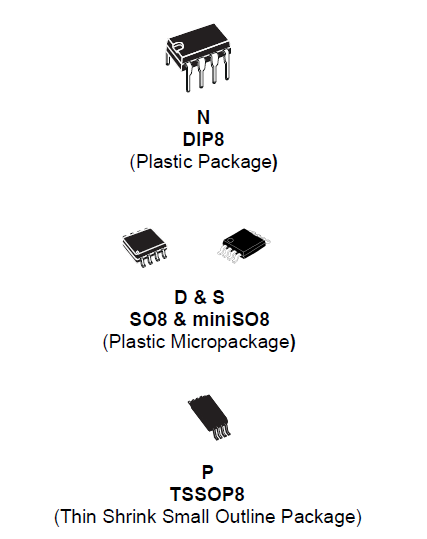 N
DIP8
(Plastic Package)
D & S
SO8 & miniSO8
(Plastic Micropackage)
P
TSSOP8
(Thin Shrink Small Outline Package)